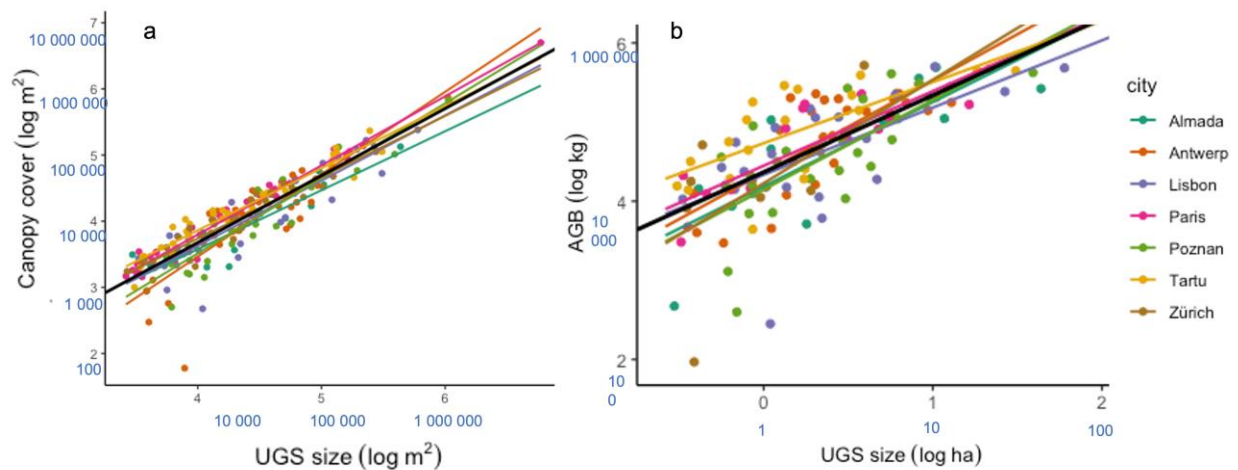 a
Canopy cover (log m²)
7
10 000 000
6
1 000 000
5
100 000
4
10 000
3
1 000
2
100
4
5
6
10 000
100 000
1 000 000
UGS size (log m²)
b
AGB (log kg)
6
1 000 000
4
10
000
2
10
0
0
1
2
1
10
100
UGS size (log ha)
city
Almada
Antwerp
Lisbon
Paris
Poznan
Tartu
Zürich